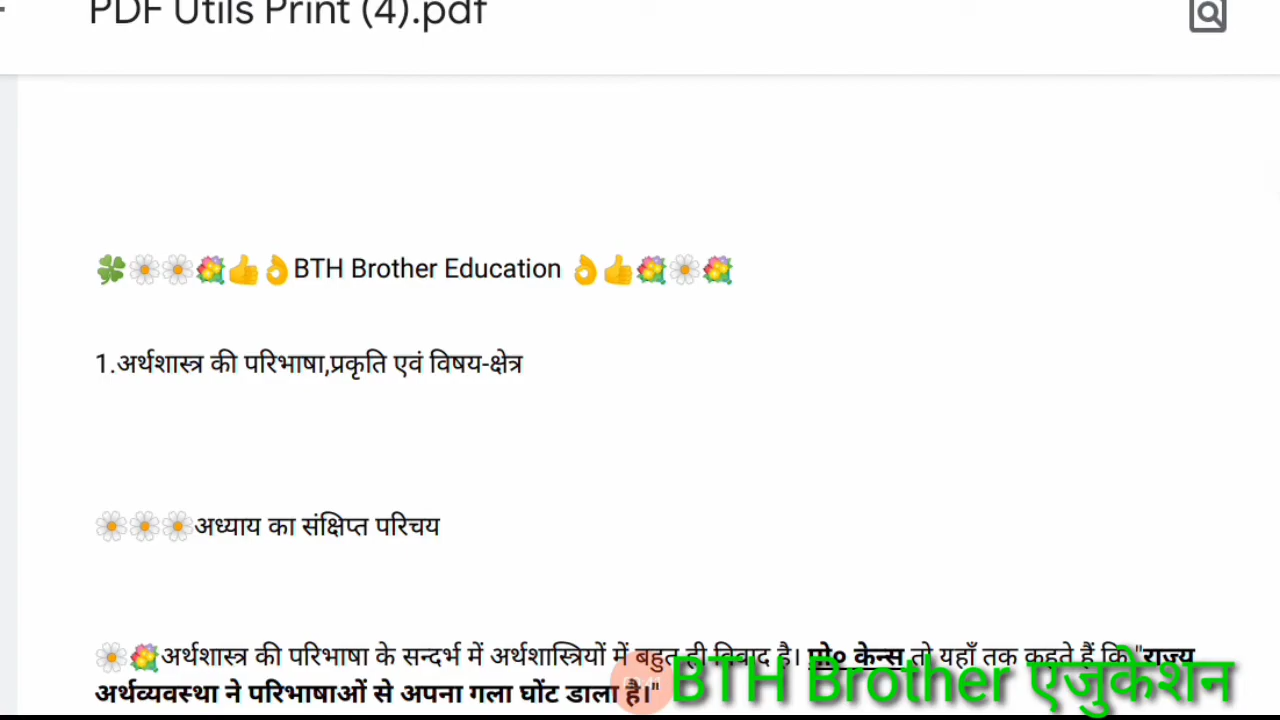 PDF Utils Print (4).pdf
🍀🌼🌼💐👍👌BTH Brother Education 👌👍💐🌼💐
1.अर्थशास्त्र की परिभाषा,प्रकृति एवं विषय-क्षेत्र
🌼🌼🌼अध्याय का संक्षिप्त परिचय
🌼💐अर्थशास्त्र की परिभाषा के सन्दर्भ में अर्थशास्त्रियों में बहुत ही विवाद है। प्रो० केन्स तो यहाँ तक कहते हैं कि "राज्य
अर्थव्यवस्था ने परिभाषाओं से अपना गला घोंट डाला है।"
BTH Brother एजुकेशन